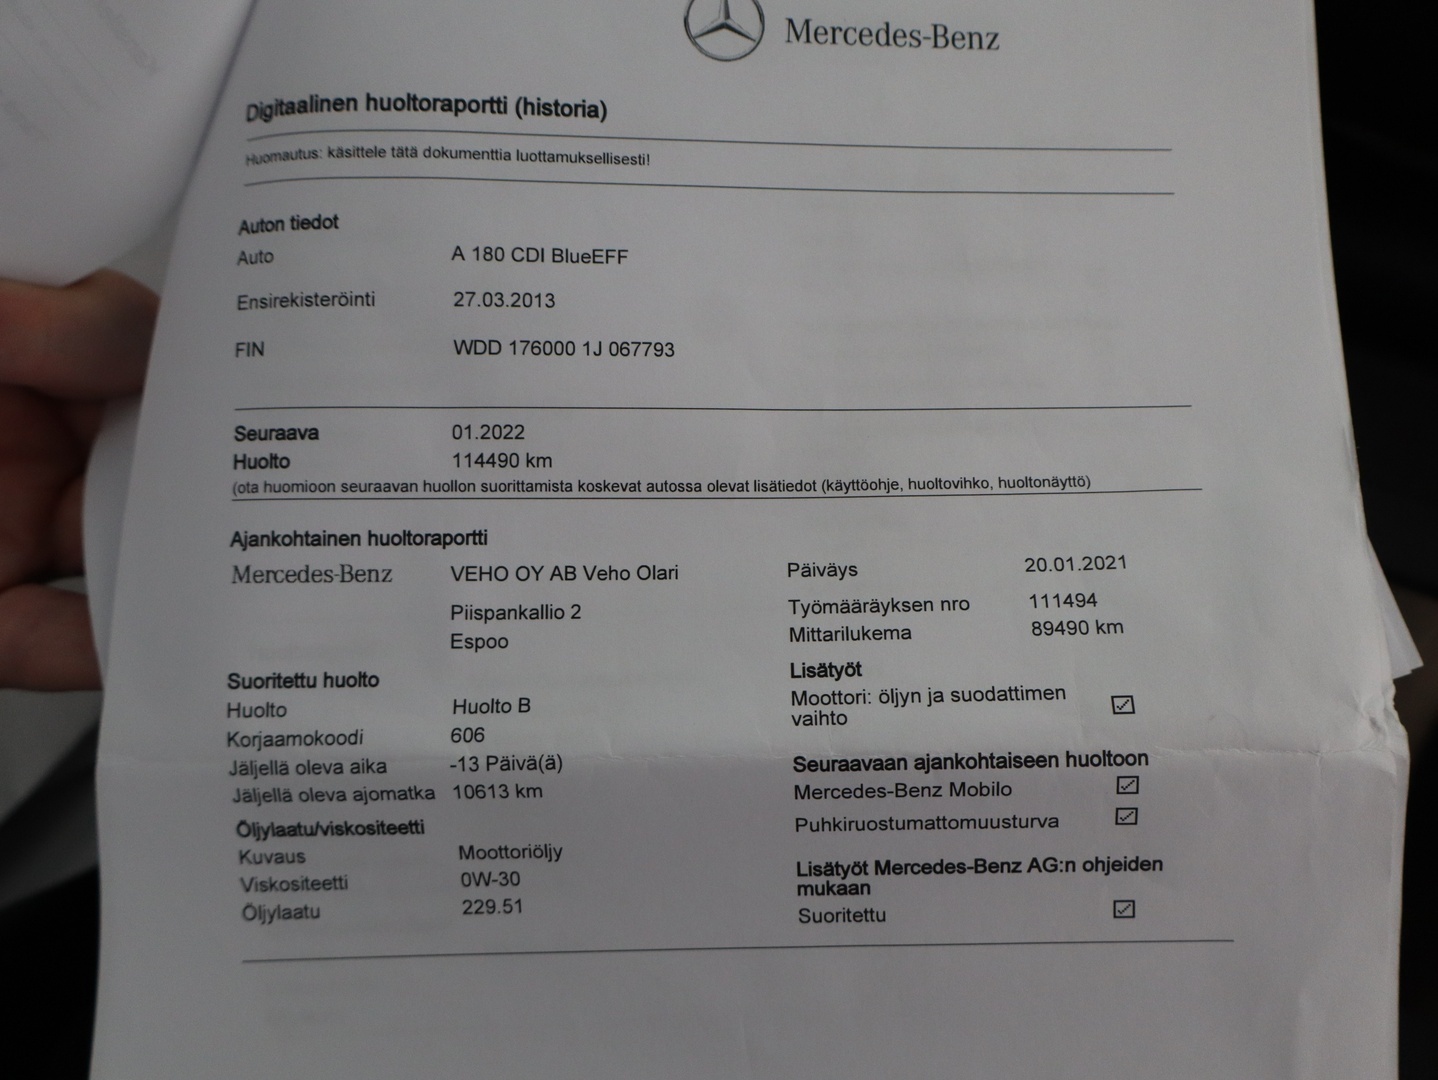 Mercedes-Benz
Digitaalinen huoltoraportti (historia)
Huomautus: käsittele tätä dokumenttia luottamuksellisesti!
Auton tiedot
Auto A 180 CDI BlueEFF
Ensirekisteröinti 27.03.2013
FIN WDD 176000 1J 067793
Seuraava 01.2022
Huolto 114490 km
(ota huomioon seuraavan huollon suorittamista koskevat autossa olevat lisätiedot (käyttöohje, huoltovihko, huoltonäyttö)
Ajankohtainen huoltoraportti
Mercedes-Benz VEHO OY AB Veho Olari
Piispankallio 2
Espoo
Päiväys 20.01.2021
Työmääräyksen nro 111494
Mittarilukema 89490 km
Suoritettu huolto
Huolto Huolto B
Korjaamokoodi 606
Jäljellä oleva aika -13 Päivä(ä)
Jäljellä oleva ajomatka 10613 km
Öljylaatu/viskositeetti
Kuvaus Moottoriöljy
Viskositeetti 0W-30
Öljylaatu 229.51
Lisätyöt
Moottori: öljyn ja suodattimen
vaihto
Seuraavaan ajankohtaiseen huoltoon
Mercedes-Benz Mobilo
Puhkiruostumattomuusturva
Lisätyöt Mercedes-Benz AG:n ohjeiden
mukaan
Suoritettu